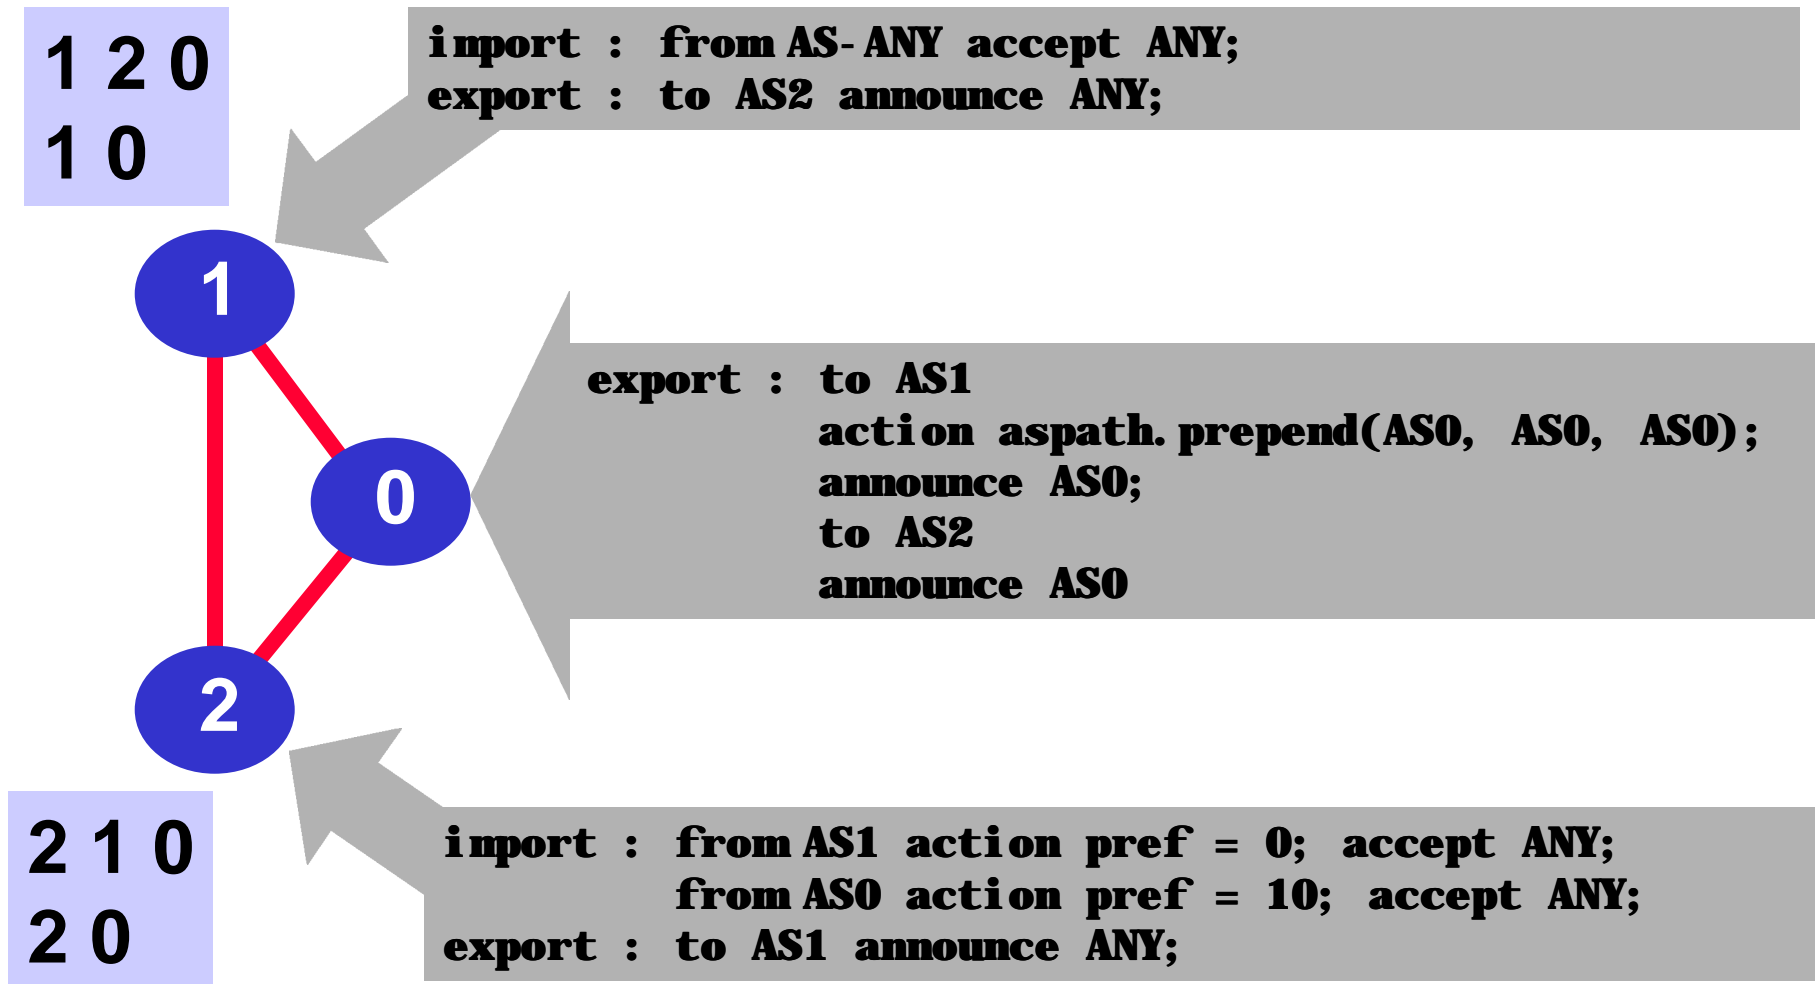 1 2 0
1 0
import : from AS-ANY accept ANY;
export : to AS2 announce ANY;
1
export : to AS1
action aspath.prepend(AS0, AS0, AS0);
announce AS0;
to AS2
announce AS0
0
2
2 1 0
2 0
import : from AS1 action pref = 0; accept ANY;
from AS0 action pref = 10; accept ANY;
export : to AS1 announce ANY;